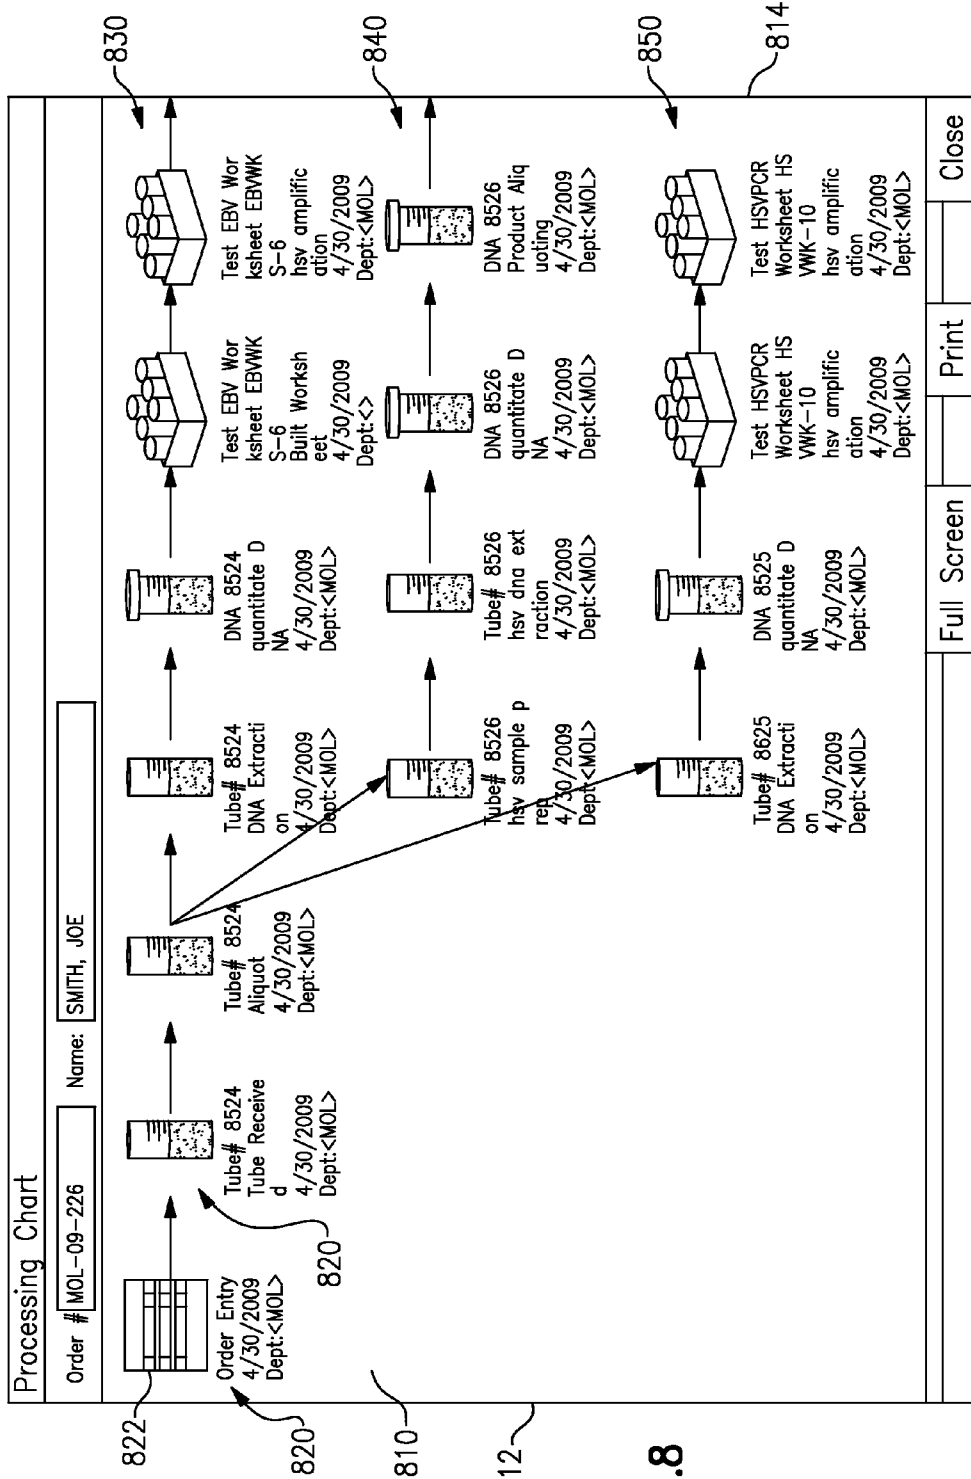 Processing Chart
Order # MOL-09-226 Name: SMITH, JOE
822
Order Entry
4/30/2009
Dept:<MOL>
820
Tube# 8524
Tube Receive
d
4/30/2009
Dept:<MOL>
820
Tube# 8524
Aliquot
4/30/2009
Dept:<MOL>
Tube# 8524
DNA Extracti
on
4/30/2009
Dept:<MOL>
DNA 8524
quantitate D
NA
4/30/2009
Dept:<MOL>
Test EBV Wor
ksheet EBVWK
S-6
Built Worksh
eet
4/30/2009
Dept:<>
Test EBV Wor
ksheet EBVWK
S-6
hsv amplific
ation
4/30/2009
Dept:<MOL>
830
Tube# 8526
hsv sample p
rep
4/30/2009
Dept:<MOL>
Tube# 8526
hsv dna ext
raction
4/30/2009
Dept:<MOL>
DNA 8526
quantitate D
NA
4/30/2009
Dept:<MOL>
DNA 8526
Product Aliq
uoting
4/30/2009
Dept:<MOL>
840
Tube# 8625
DNA Extracti
on
4/30/2009
Dept:<MOL>
DNA 8525
quantitate D
NA
4/30/2009
Dept:<MOL>
Test HSVPCR
Worksheet HS
VWK-10
hsv amplific
ation
4/30/2009
Dept:<MOL>
Test HSVPCR
Worksheet HS
VWK-10
hsv amplific
ation
4/30/2009
Dept:<MOL>
850
810
12
814
Full Screen
Print
Close
.8